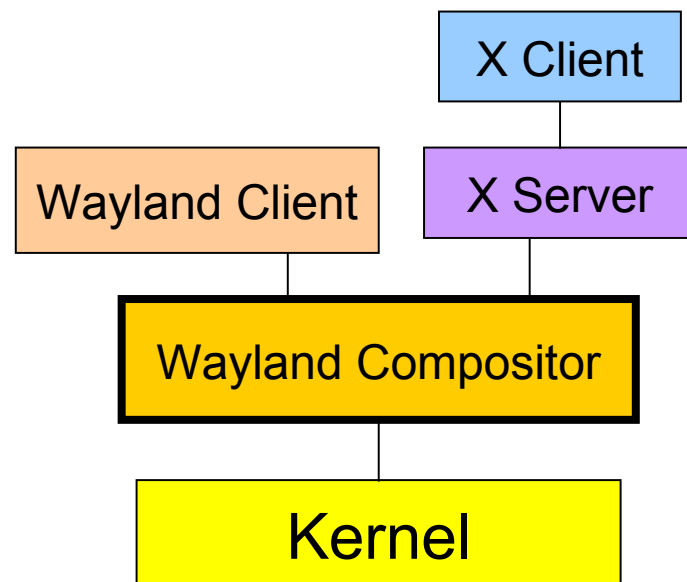 X Client
Wayland Client
X Server
Wayland Compositor
Kernel